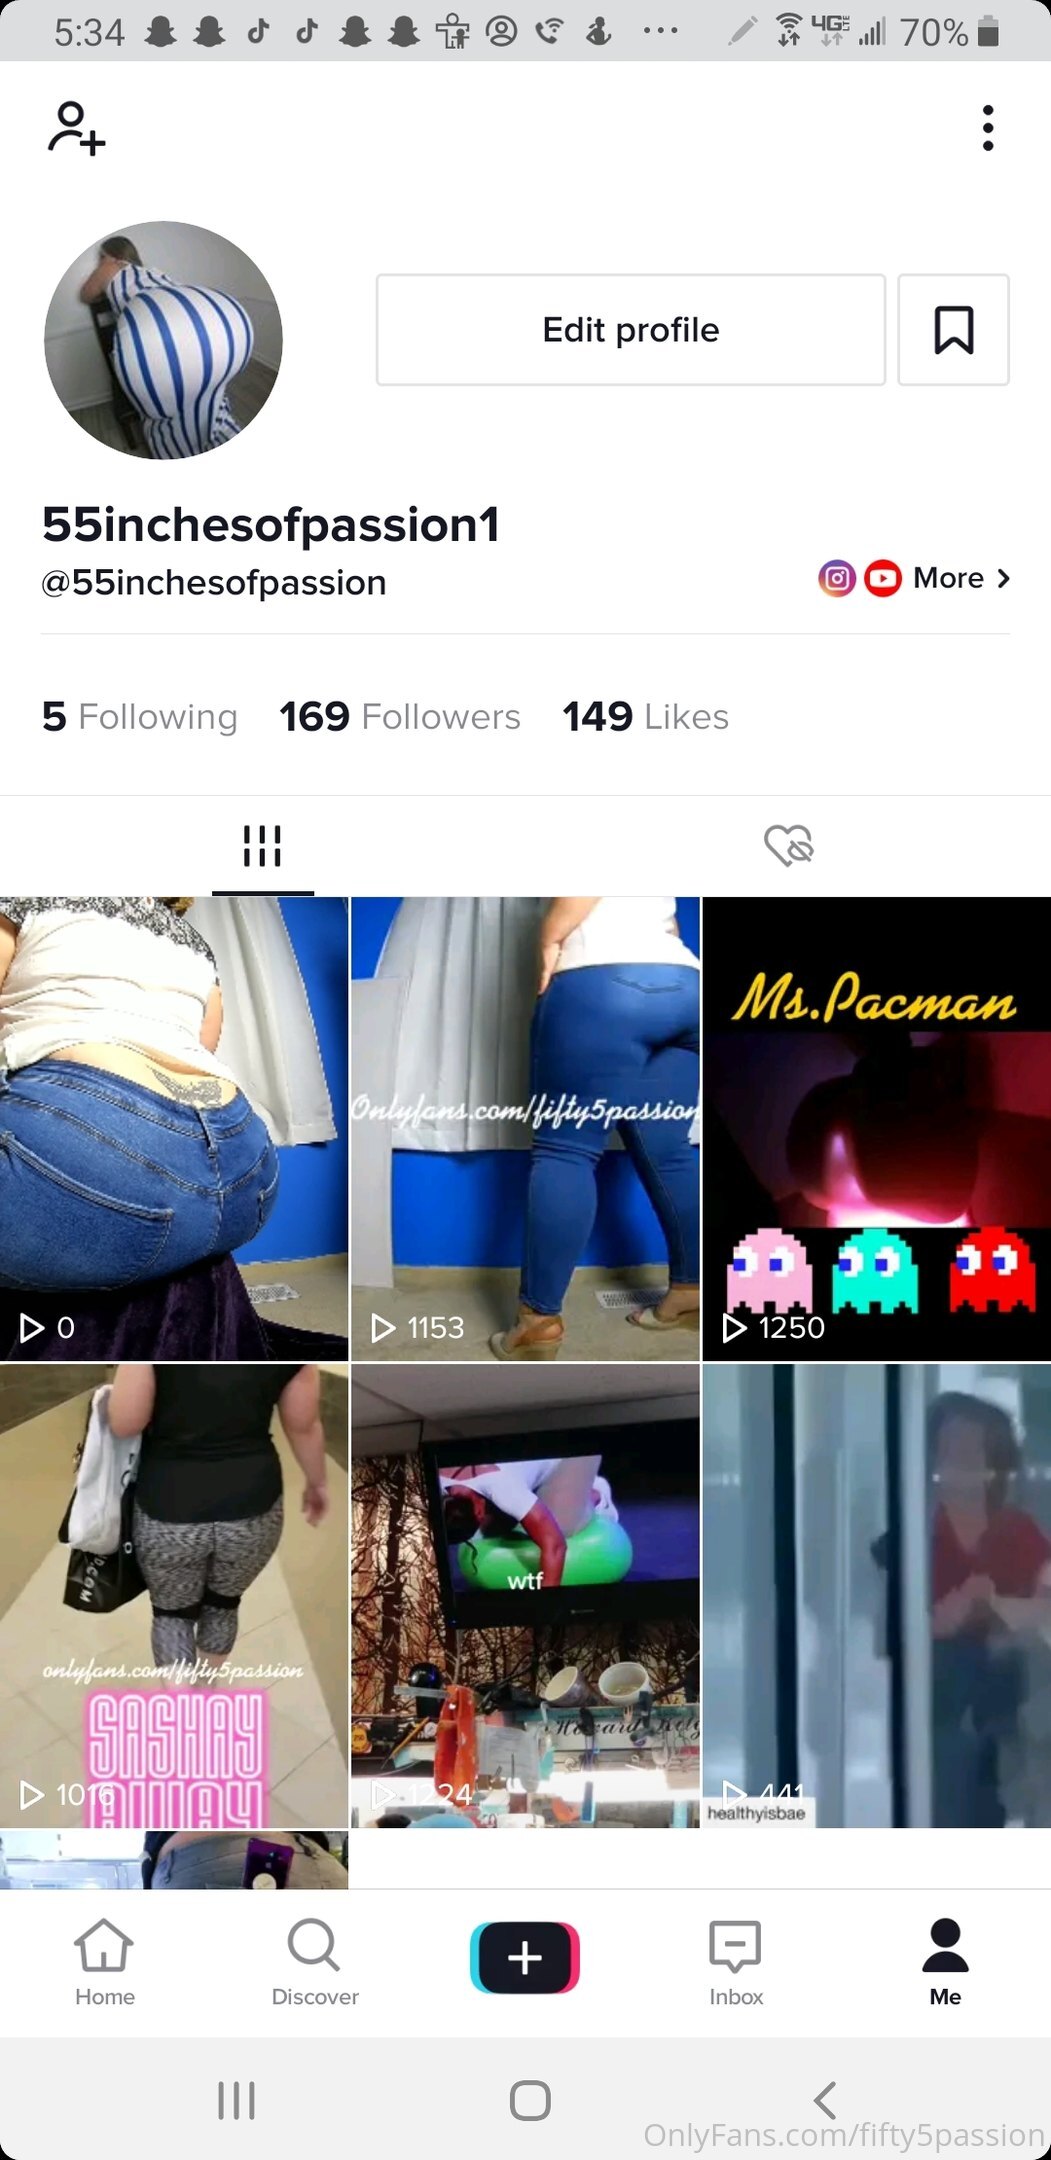 5:34
4G LTE
70%
Edit profile
55inchesofpassion1
@55inchesofpassion
More
5 Following 169 Followers 149 Likes
Onlyfans.com/fifty5passion
Ms.Pacman
0
1153
1250
onlyfans.com/fifty5passion
SASHAY
AWAY
wtf
1016
1224
441
healthyisbae
Home
Discover
Inbox
Me
OnlyFans.com/fifty5passion